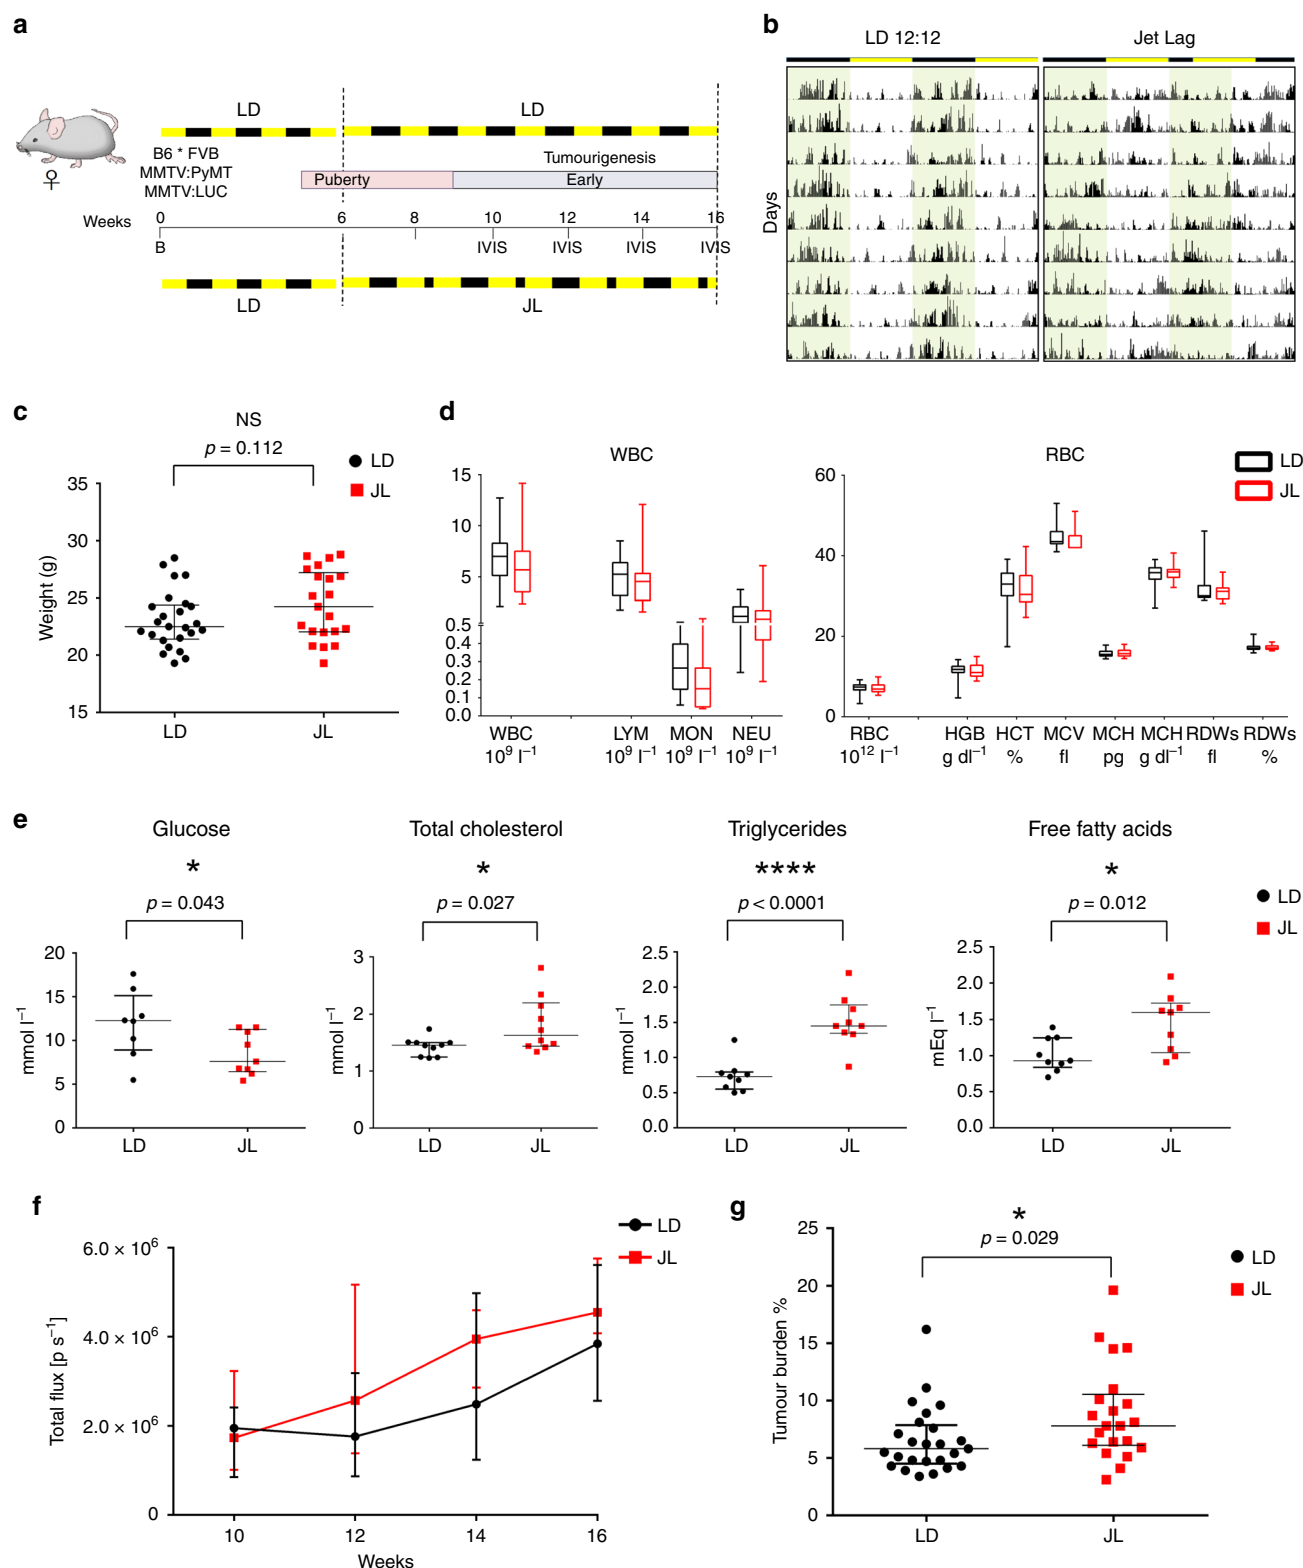 a
LD
LD
B6 * FVB
MMTV:PyMT
MMTV:LUC
♀
Tumourigenesis
Puberty
Early
Weeks
0
6
8
10
12
14
16
B
IVIS
IVIS
IVIS
IVIS
LD
JL
b
LD 12:12
Jet Lag
Days
c
NS
p = 0.112
LD
JL
Weight (g)
35
30
25
20
15
LD
JL
d
WBC
15
10
5
0.5
0.4
0.3
0.2
0.1
0.0
WBC
10⁹ l⁻¹
LYM
10⁹ l⁻¹
MON
10⁹ l⁻¹
NEU
10⁹ l⁻¹
RBC
LD
JL
60
40
20
0
RBC
10¹² l⁻¹
HGB
g dl⁻¹
HCT
%
MCV
fl
MCH
pg
MCH
g dl⁻¹
RDWs
fl
RDWs
%
e
Glucose
*
p = 0.043
mmol l⁻¹
20
15
10
5
0
LD
JL
Total cholesterol
*
p = 0.027
mmol l⁻¹
3
2
1
0
LD
JL
Triglycerides
****
p < 0.0001
mmol l⁻¹
2.5
2.0
1.5
1.0
0.5
0.0
LD
JL
Free fatty acids
*
p = 0.012
mEq l⁻¹
2.5
2.0
1.5
1.0
0.5
0.0
LD
JL
LD
JL
f
LD
JL
Total flux [p s⁻¹]
6.0 × 10⁶
4.0 × 10⁶
2.0 × 10⁶
0
10
12
14
16
Weeks
g
*
p = 0.029
LD
JL
Tumour burden %
25
20
15
10
5
0
LD
JL